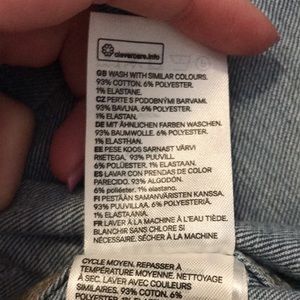 clevercare.info
GB WASH WITH SIMILAR COLOURS.
93% COTTON. 6% POLYESTER.
1% ELASTANE.
CZ PERTE S PODOBNÝMI BARVAMI.
93% BAVLNA. 6% POLYESTER.
1% ELASTAN.
DE MIT ÄHNLICHEN FARBEN WASCHEN.
93% BAUMWOLLE. 6% POLYESTER.
1% ELASTHAN.
EE PESE KOOS SARNAST VÄRVI
RIETEGA. 93% PUUVILL.
6% POLÜESTER. 1% ELASTAAN.
ES LAVAR CON PRENDAS DE COLOR
PARECIDO. 93% ALGODÓN.
6% poliéster. 1% elastano.
FI PESTÄÄN SAMANVÄRISTEN KANSSA.
93% PUUVILLAA. 6% POLYESTERIÄ.
1% ELASTAANIA.
FR LAVER À LA MACHINE À L'EAU TIÈDE.
BLANCHIR SANS CHLORE SI
NÉCESSAIRE. SÉCHER À LA MACHINE
CYCLE MOYEN. REPASSER À
TEMPÉRATURE MOYENNE. NETTOYAGE
À SEC. LAVER AVEC COULEURS
SIMILAIRES. 93% COTON. 6%